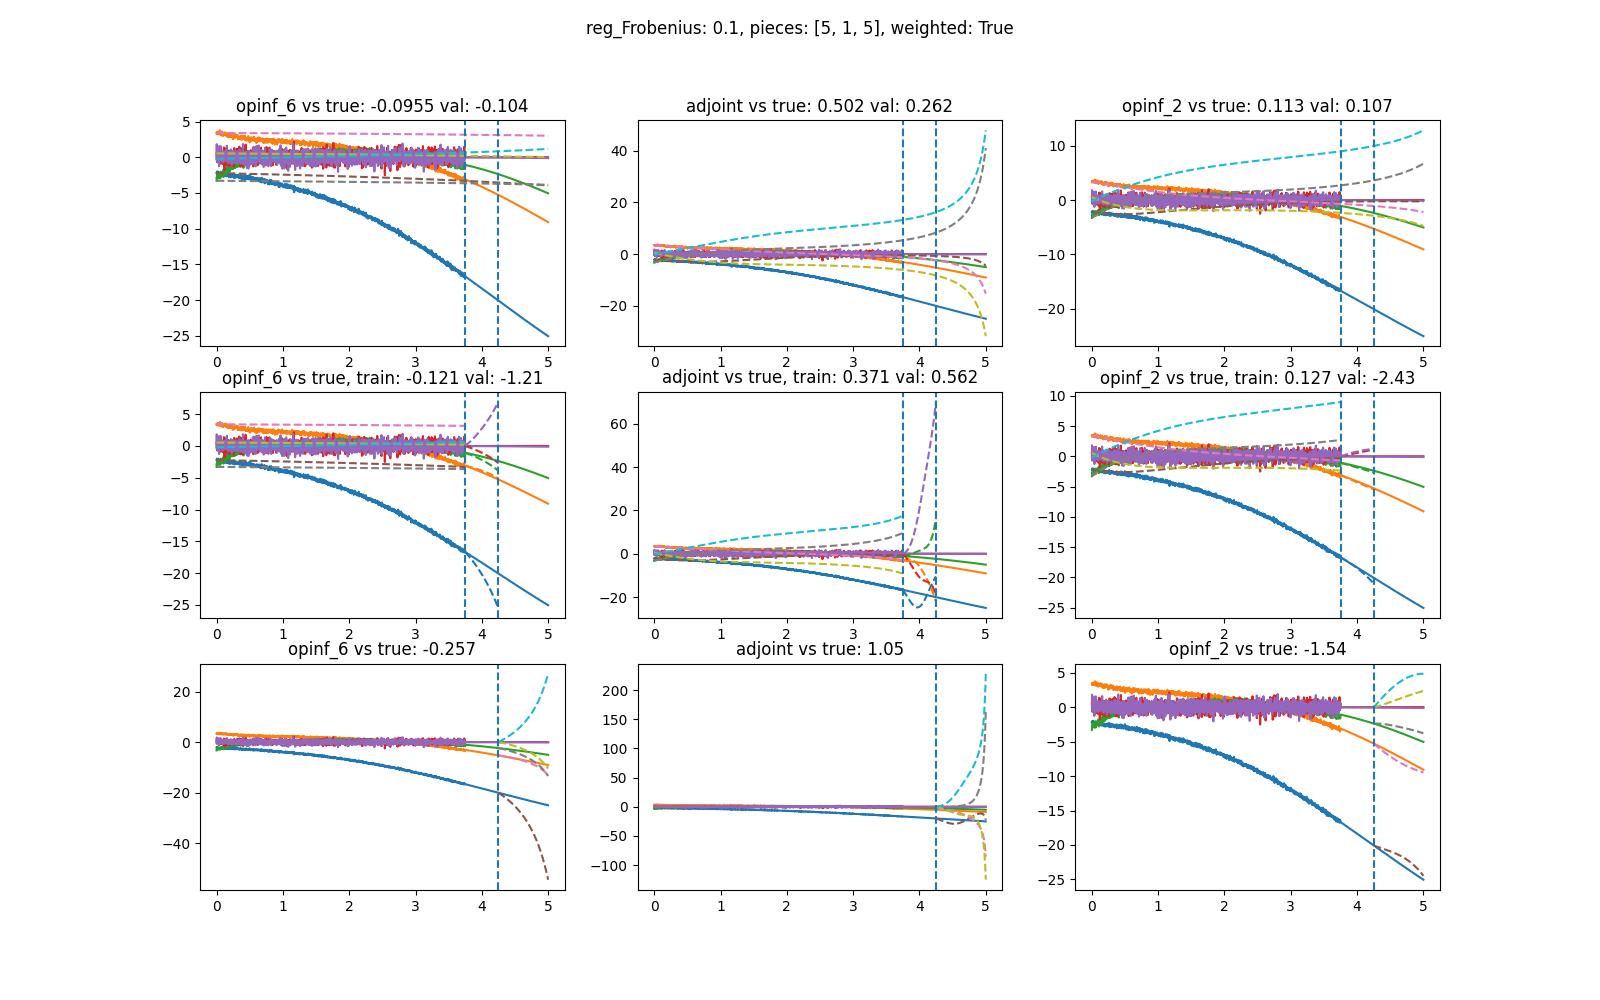 reg_Frobenius: 0.1, pieces: [5, 1, 5], weighted: True
opinf_6 vs true: -0.0955 val: -0.104
adjoint vs true: 0.502 val: 0.262
opinf_2 vs true: 0.113 val: 0.107
5
0
−5
−10
−15
−20
−25
0 1 2 3 4 5
40
20
0
−20
0 1 2 3 4 5
10
0
−10
−20
0 1 2 3 4 5
opinf_6 vs true, train: -0.121 val: -1.21
adjoint vs true, train: 0.371 val: 0.562
opinf_2 vs true, train: 0.127 val: -2.43
5
0
−5
−10
−15
−20
−25
0 1 2 3 4 5
60
40
20
0
−20
0 1 2 3 4 5
10
5
0
−5
−10
−15
−20
−25
0 1 2 3 4 5
opinf_6 vs true: -0.257
adjoint vs true: 1.05
opinf_2 vs true: -1.54
20
0
−20
−40
0 1 2 3 4 5
200
150
100
50
0
−50
−100
0 1 2 3 4 5
5
0
−5
−10
−15
−20
−25
0 1 2 3 4 5